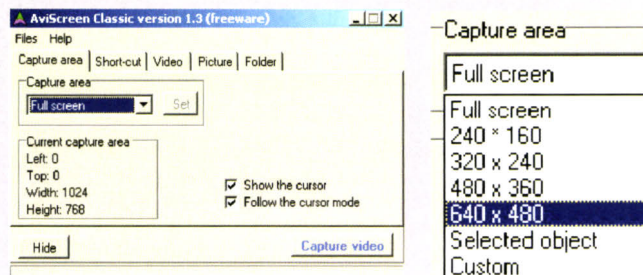 AviScreen Classic version 1.3 (freeware)
Files Help
Capture area Short-cut Video Picture Folder
Capture area
Full screen Set
Current capture area
Left: 0
Top: 0
Width: 1024
Height: 768
Show the cursor
Follow the cursor mode
Hide Capture video
Capture area
Full screen
Full screen
240 * 160
320 x 240
480 x 360
640 x 480
Selected object
Custom